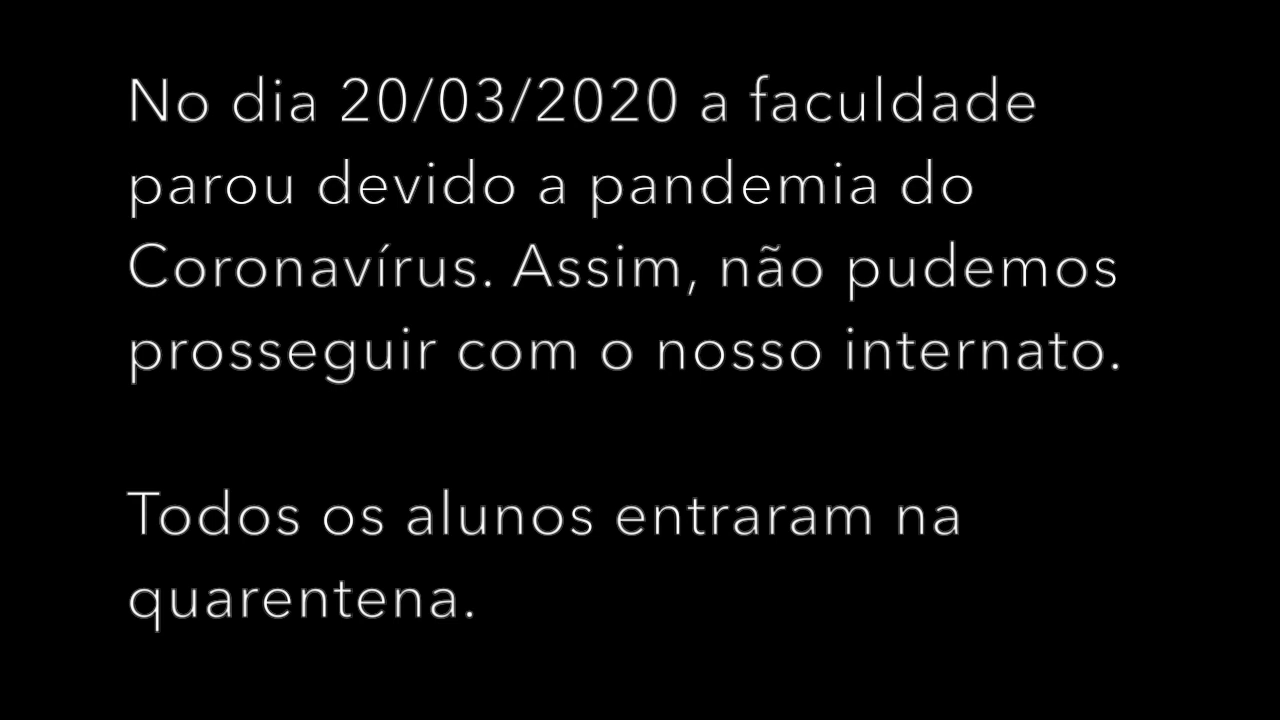 No dia 20/03/2020 a faculdade
parou devido a pandemia do
Coronavírus. Assim, não pudemos
prosseguir com o nosso internato.
Todos os alunos entraram na
quarentena.